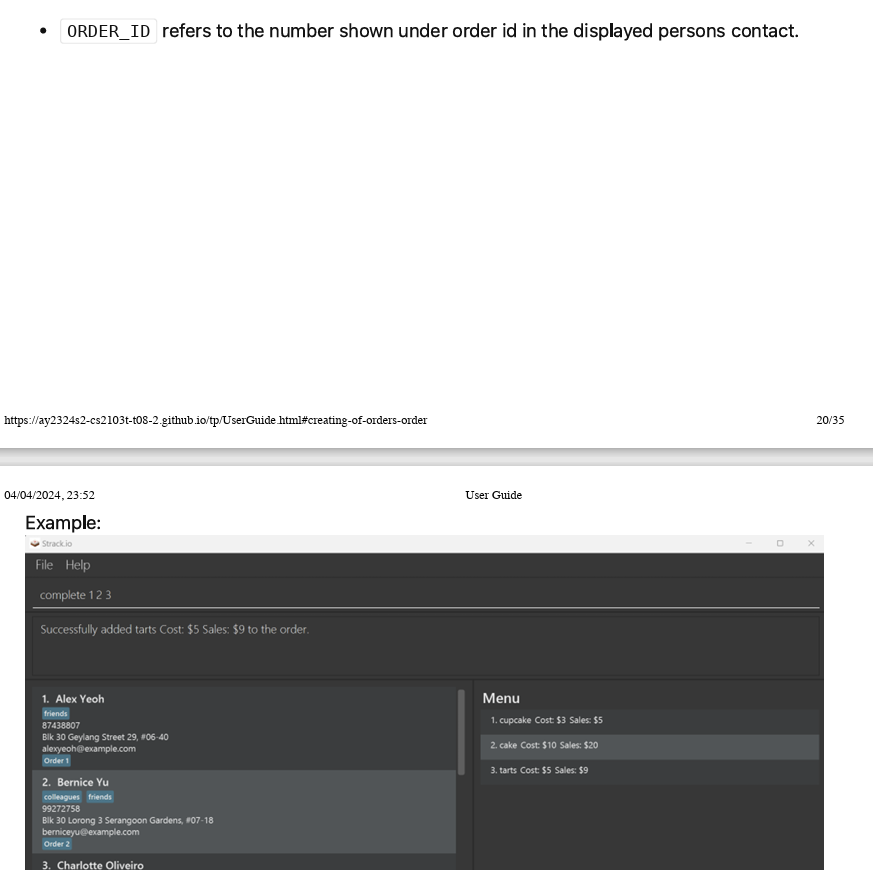 • ORDER_ID refers to the number shown under order id in the displayed persons contact.
https://ay2324s2-cs2103t-t08-2.github.io/tp/UserGuide.html#creating-of-orders-order 20/35
04/04/2024, 23:52 User Guide
Example:
Strack.io
File Help
complete 1 2 3
Successfully added tarts Cost: $5 Sales: $9 to the order.
1. Alex Yeoh
friends
87438807
Blk 30 Geylang Street 29, #06-40
alexyeoh@example.com
Order 1
2. Bernice Yu
colleagues friends
99272758
Blk 30 Lorong 3 Serangoon Gardens, #07-18
berniceyu@example.com
Order 2
3. Charlotte Oliveiro
Menu
1. cupcake Cost: $3 Sales: $5
2. cake Cost: $10 Sales: $20
3. tarts Cost: $5 Sales: $9